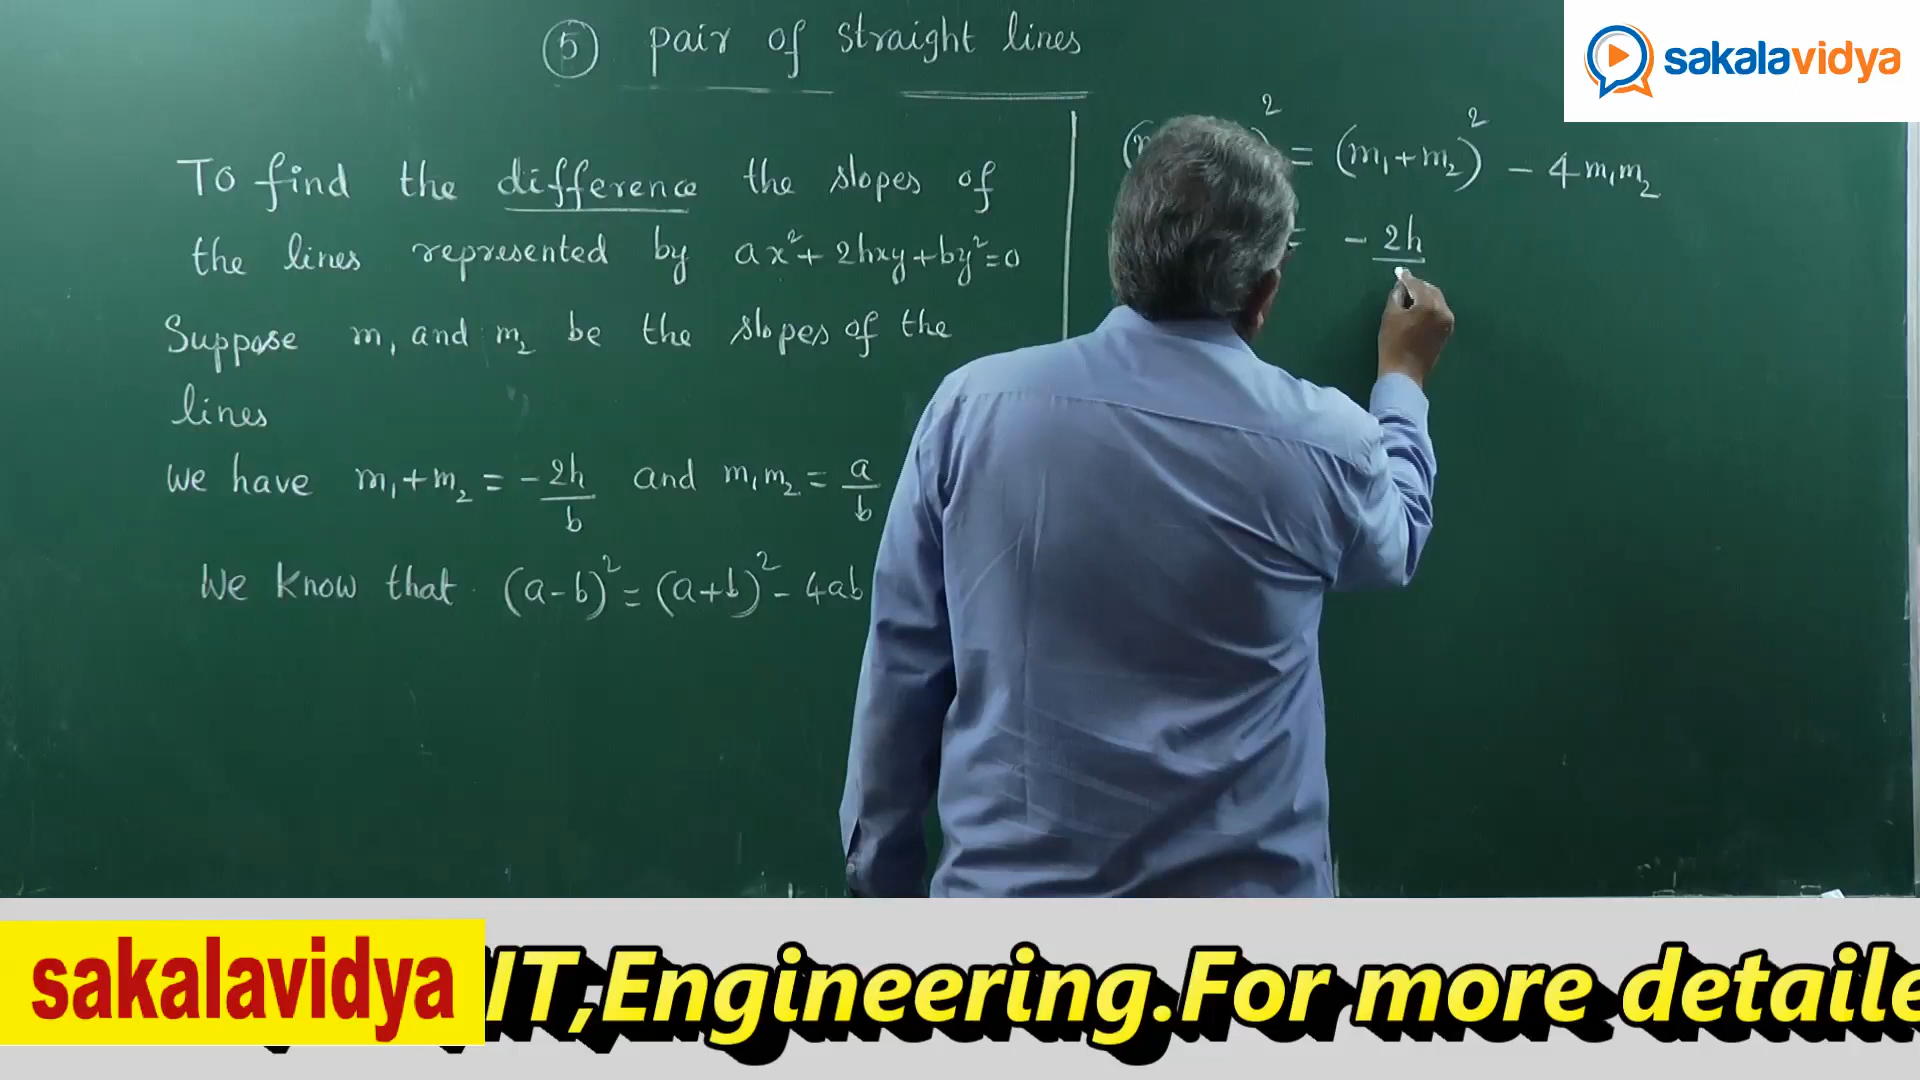 ⑤ pair of straight lines
sakalavidya
To find the difference the slopes of
the lines represented by ax²+2hxy+by²=0
Suppose m₁ and m₂ be the slopes of the
lines
We have m₁+m₂ = -2h/b and m₁m₂ = a/b
We know that (a-b)² = (a+b)² - 4ab
² = (m₁+m₂)² - 4m₁m₂
= -2h
sakalavidya
IIT,Engineering.For more detaile